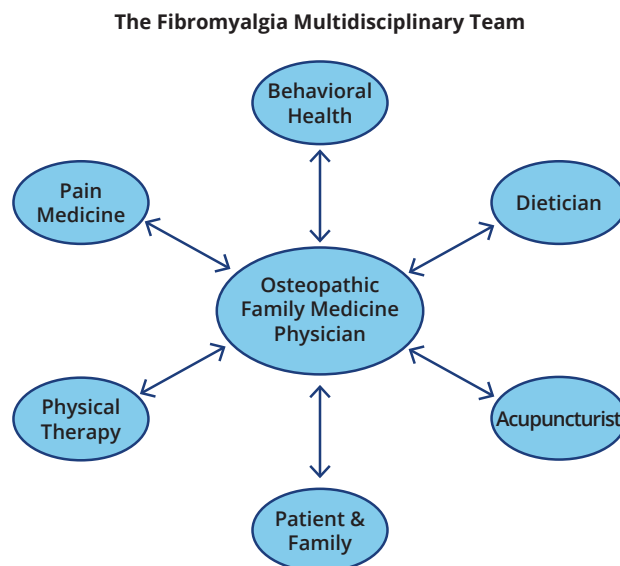 The Fibromyalgia Multidisciplinary Team
Behavioral
Health
Pain
Medicine
Dietician
Osteopathic
Family Medicine
Physician
Physical
Therapy
Acupuncturist
Patient &
Family